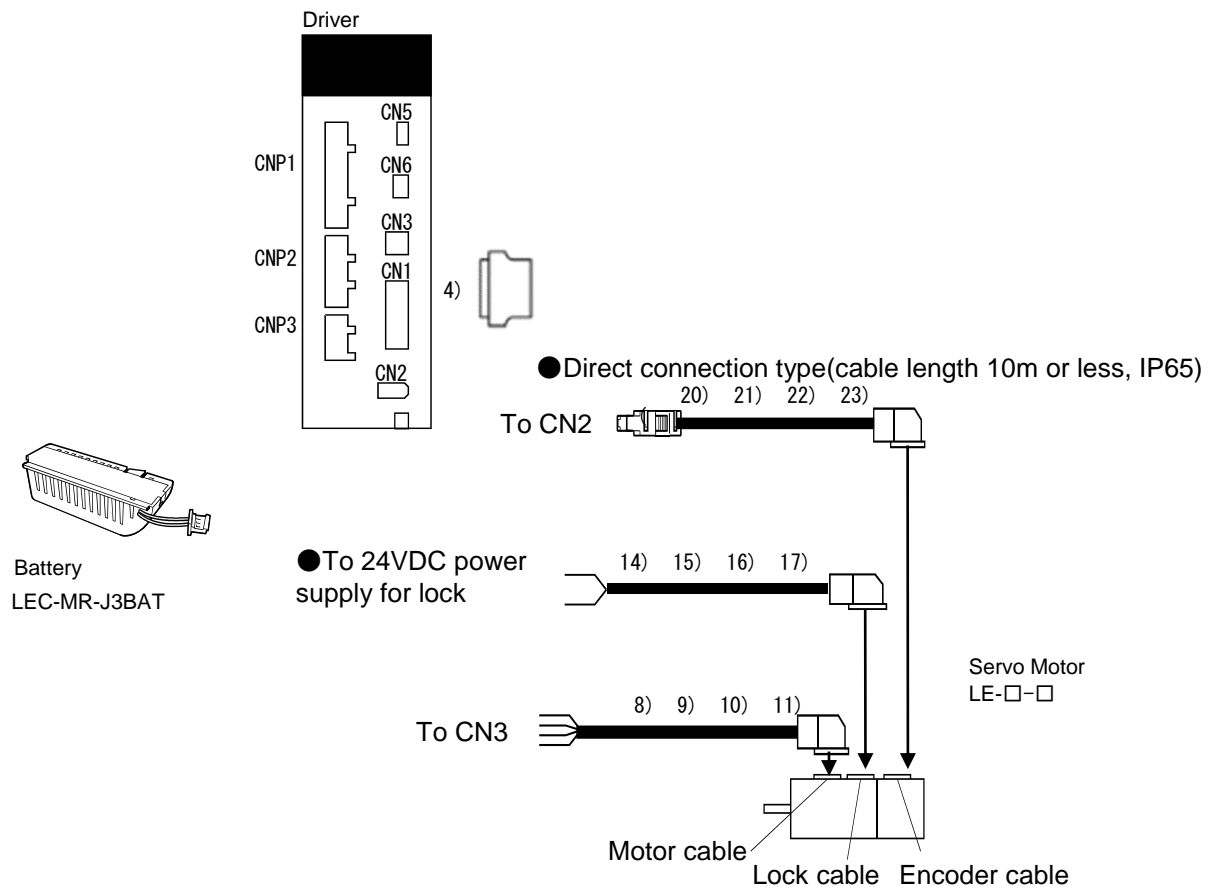 Driver
CN5
CNP1
CN6
CN3
CNP2
CN1
4)
CNP3
CN2
●Direct connection type(cable length 10m or less, IP65)
20) 21) 22) 23)
To CN2
Battery
LEC-MR-J3BAT
●To 24VDC power
supply for lock
14) 15) 16) 17)
Servo Motor
LE-□-□
8) 9) 10) 11)
To CN3
Motor cable
Lock cable
Encoder cable